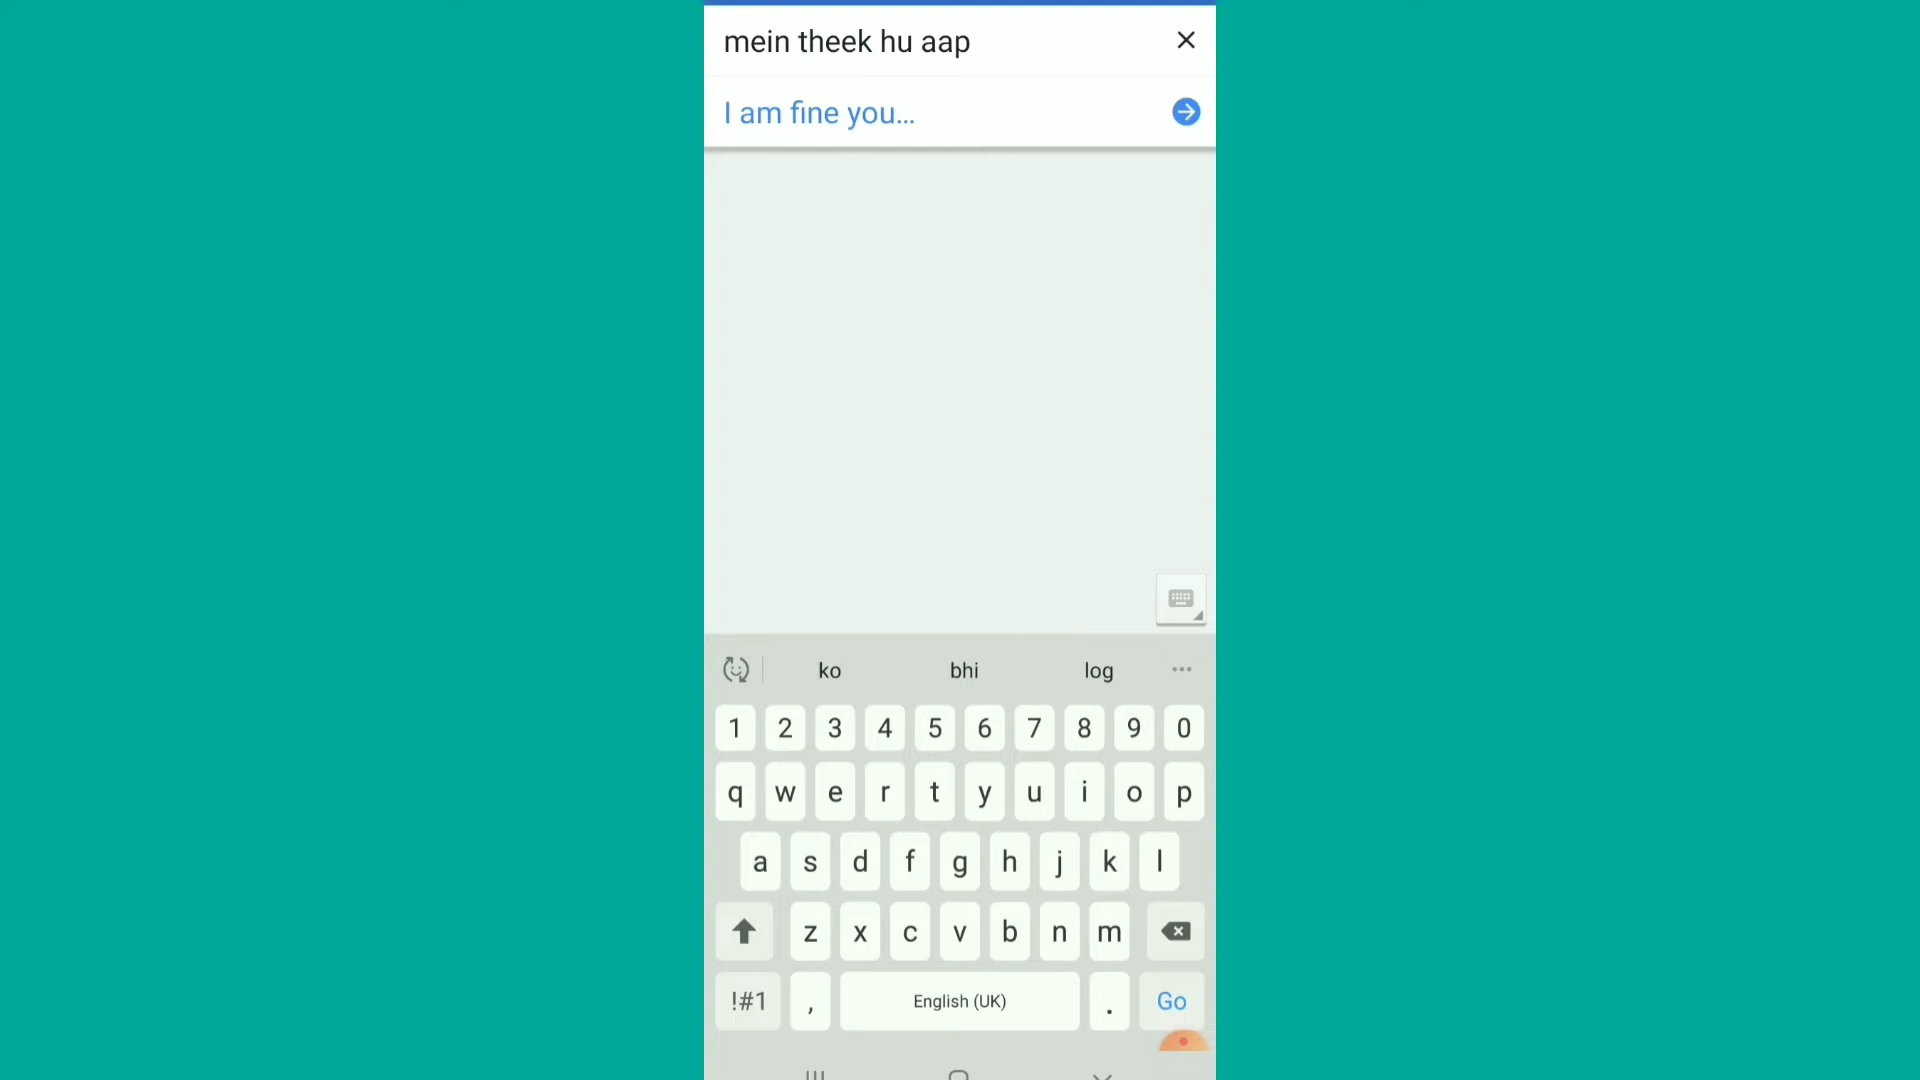 mein theek hu aap
I am fine you...
ko bhi log
1 2 3 4 5 6 7 8 9 0
q w e r t y u i o p
a s d f g h j k l
z x c v b n m
!#1 , English (UK) . Go